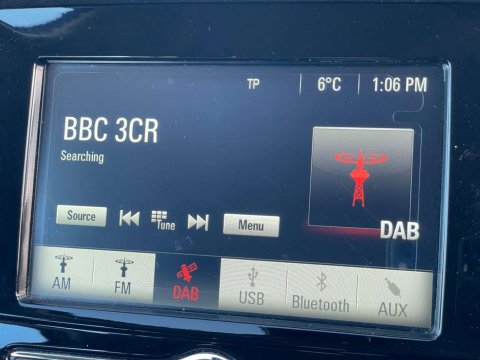 TP 6°C 1:06 PM
BBC 3CR
Searching
DAB
Source Tune Menu
AM FM DAB USB Bluetooth AUX